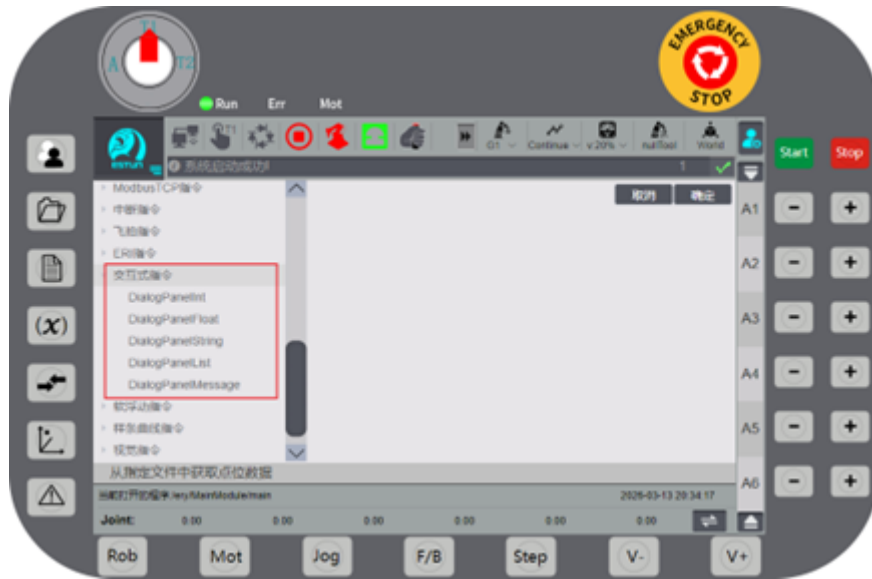 T1
A
T2
EMERGENCY
STOP
Run Err Mot
T1
G1 Continue v:20% nullTool World
ESTUN
系统启动成功! 1
Start Stop
ModbusTCP指令
取消 确定
中断指令
A1
飞拍指令
ERI指令
A2
交互式指令
DialogPanelInt
DialogPanelFloat
A3
(x)
DialogPanelString
DialogPanelList
A4
DialogPanelMessage
软浮动指令
样条曲线指令
A5
视觉指令
从指定文件中获取点位数据
A6
当前打开的程序:/ery/MainModule/main 2026-03-13 20:34:17
Joint: 0.00 0.00 0.00 0.00 0.00 0.00
Rob Mot Jog F/B Step V- V+